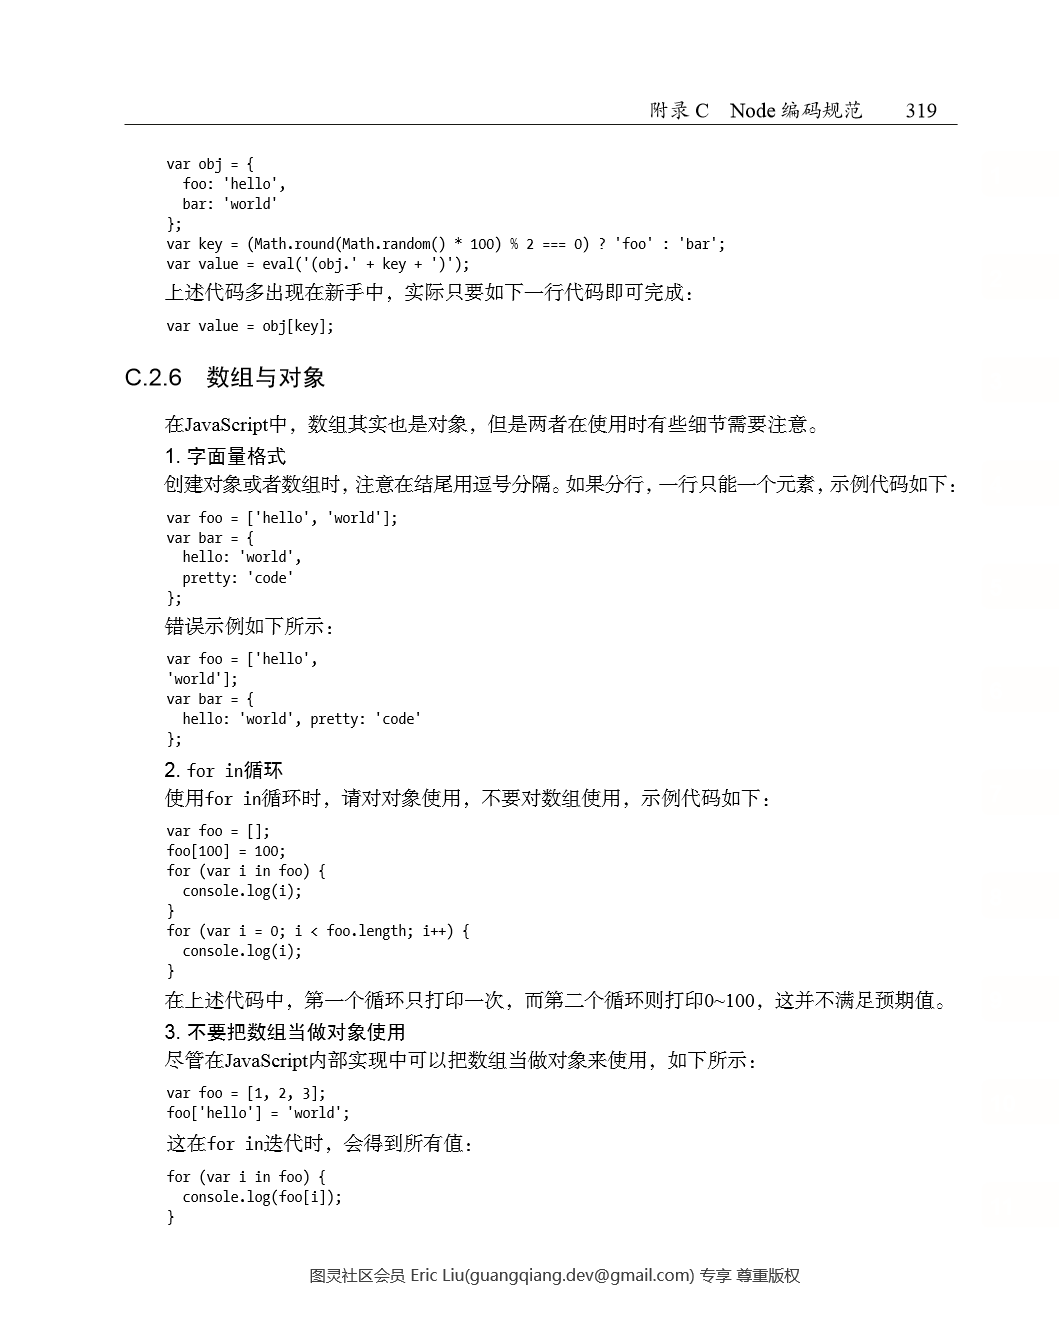 附录 C Node 编码规范 319
var obj = {
  foo: 'hello',
  bar: 'world'
};
var key = (Math.round(Math.random() * 100) % 2 === 0) ? 'foo' : 'bar';
var value = eval('(obj.' + key + ')');
上述代码多出现在新手中，实际只要如下一行代码即可完成：
var value = obj[key];
C.2.6 数组与对象
在JavaScript中，数组其实也是对象，但是两者在使用时有些细节需要注意。
1. 字面量格式
创建对象或者数组时，注意在结尾用逗号分隔。如果分行，一行只能一个元素，示例代码如下：
var foo = ['hello', 'world'];
var bar = {
  hello: 'world',
  pretty: 'code'
};
错误示例如下所示：
var foo = ['hello',
'world'];
var bar = {
  hello: 'world', pretty: 'code'
};
2. for in循环
使用for in循环时，请对对象使用，不要对数组使用，示例代码如下：
var foo = [];
foo[100] = 100;
for (var i in foo) {
  console.log(i);
}
for (var i = 0; i < foo.length; i++) {
  console.log(i);
}
在上述代码中，第一个循环只打印一次，而第二个循环则打印0~100，这并不满足预期值。
3. 不要把数组当做对象使用
尽管在JavaScript内部实现中可以把数组当做对象来使用，如下所示：
var foo = [1, 2, 3];
foo['hello'] = 'world';
这在for in迭代时，会得到所有值：
for (var i in foo) {
  console.log(foo[i]);
}
图灵社区会员 Eric Liu(guangqiang.dev@gmail.com) 专享 尊重版权